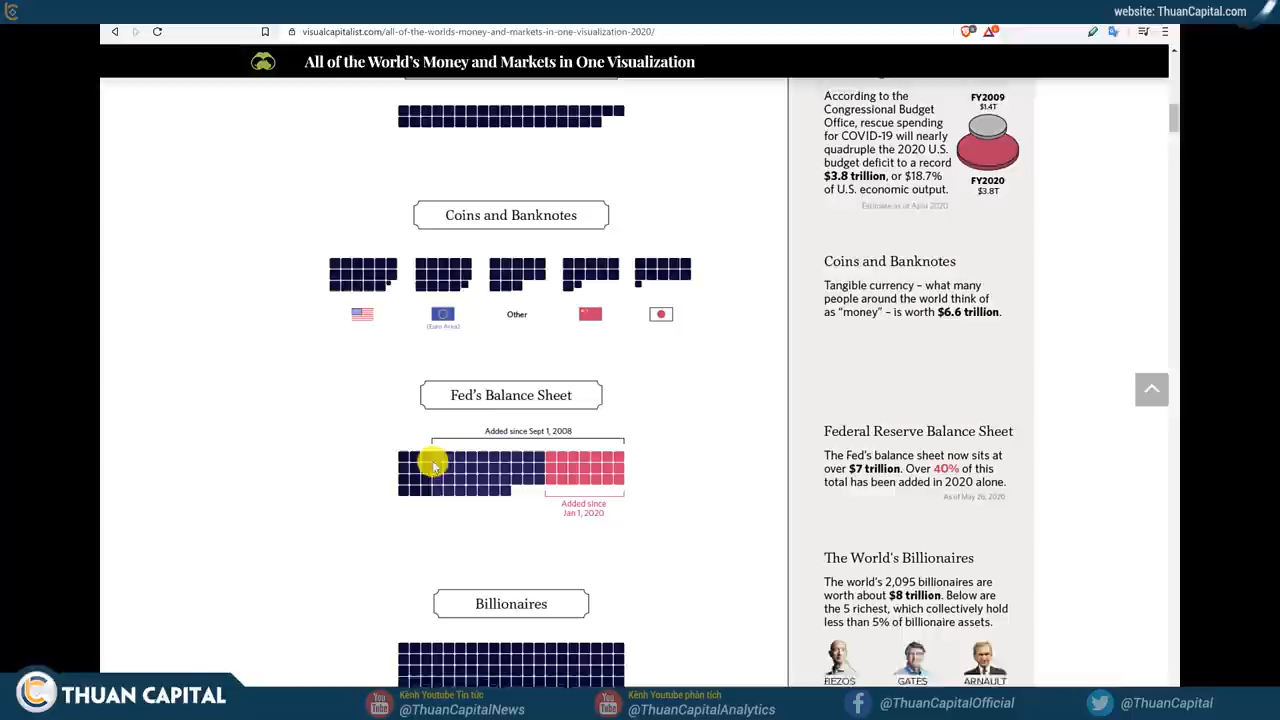 website: ThuanCapital.com
visualcapitalist.com/all-of-the-worlds-money-and-markets-in-one-visualization-2020/
All of the World's Money and Markets in One Visualization
According to the
Congressional Budget
Office, rescue spending
for COVID-19 will nearly
quadruple the 2020 U.S.
budget deficit to a record
$3.8 trillion, or $18.7%
of U.S. economic output.
Estimate as of April 2020
FY2009
$1.4T
FY2020
$3.8T
Coins and Banknotes
(Euro Area)
Other
Coins and Banknotes
Tangible currency – what many
people around the world think of
as “money” – is worth $6.6 trillion.
Fed's Balance Sheet
Added since Sept 1, 2008
Added since
Jan 1, 2020
Federal Reserve Balance Sheet
The Fed's balance sheet now sits at
over $7 trillion. Over 40% of this
total has been added in 2020 alone.
As of May 26, 2020
Billionaires
The World's Billionaires
The world's 2,095 billionaires are
worth about $8 trillion. Below are
the 5 richest, which collectively hold
less than 5% of billionaire assets.
BEZOS
GATES
ARNAULT
THUAN CAPITAL
You Tube
Kênh Youtube Tin tức
@ThuanCapitalNews
You Tube
Kênh Youtube phân tích
@ThuanCapitalAnalytics
@ThuanCapitalOfficial
@ThuanCapital